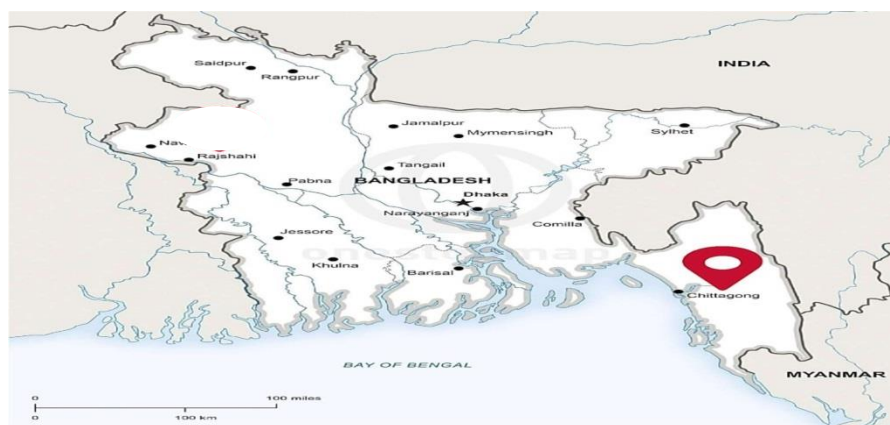 Saidpur
Rangpur
INDIA
Jamalpur
Mymensingh
Sylhet
Rajshahi
Tangail
Pabna
BANGLADESH
Dhaka
Narayanganj
Comilla
Jessore
Khulna
Barisal
Chittagong
BAY OF BENGAL
MYANMAR
0 100 miles
0 100 km